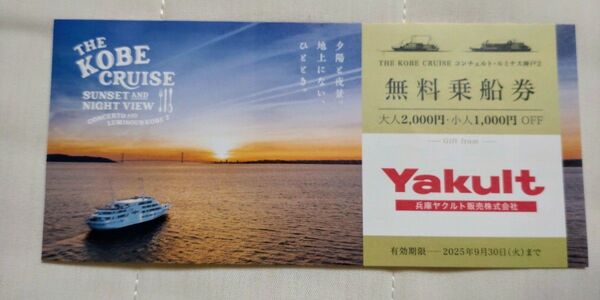 THE
KOBE
CRUISE
SUNSET AND
NIGHT VIEW
CONCERTO AND
LUMINOUS KOBE 2
夕陽と夜景、
地上にない、
ひととき。
THE KOBE CRUISE コンチェルト・ルミナス神戸2
無料乗船券
大人2,000円・小人1,000円 OFF
Gift from
Yakult
兵庫ヤクルト販売株式会社
有効期限——2025年9月30日(火)まで